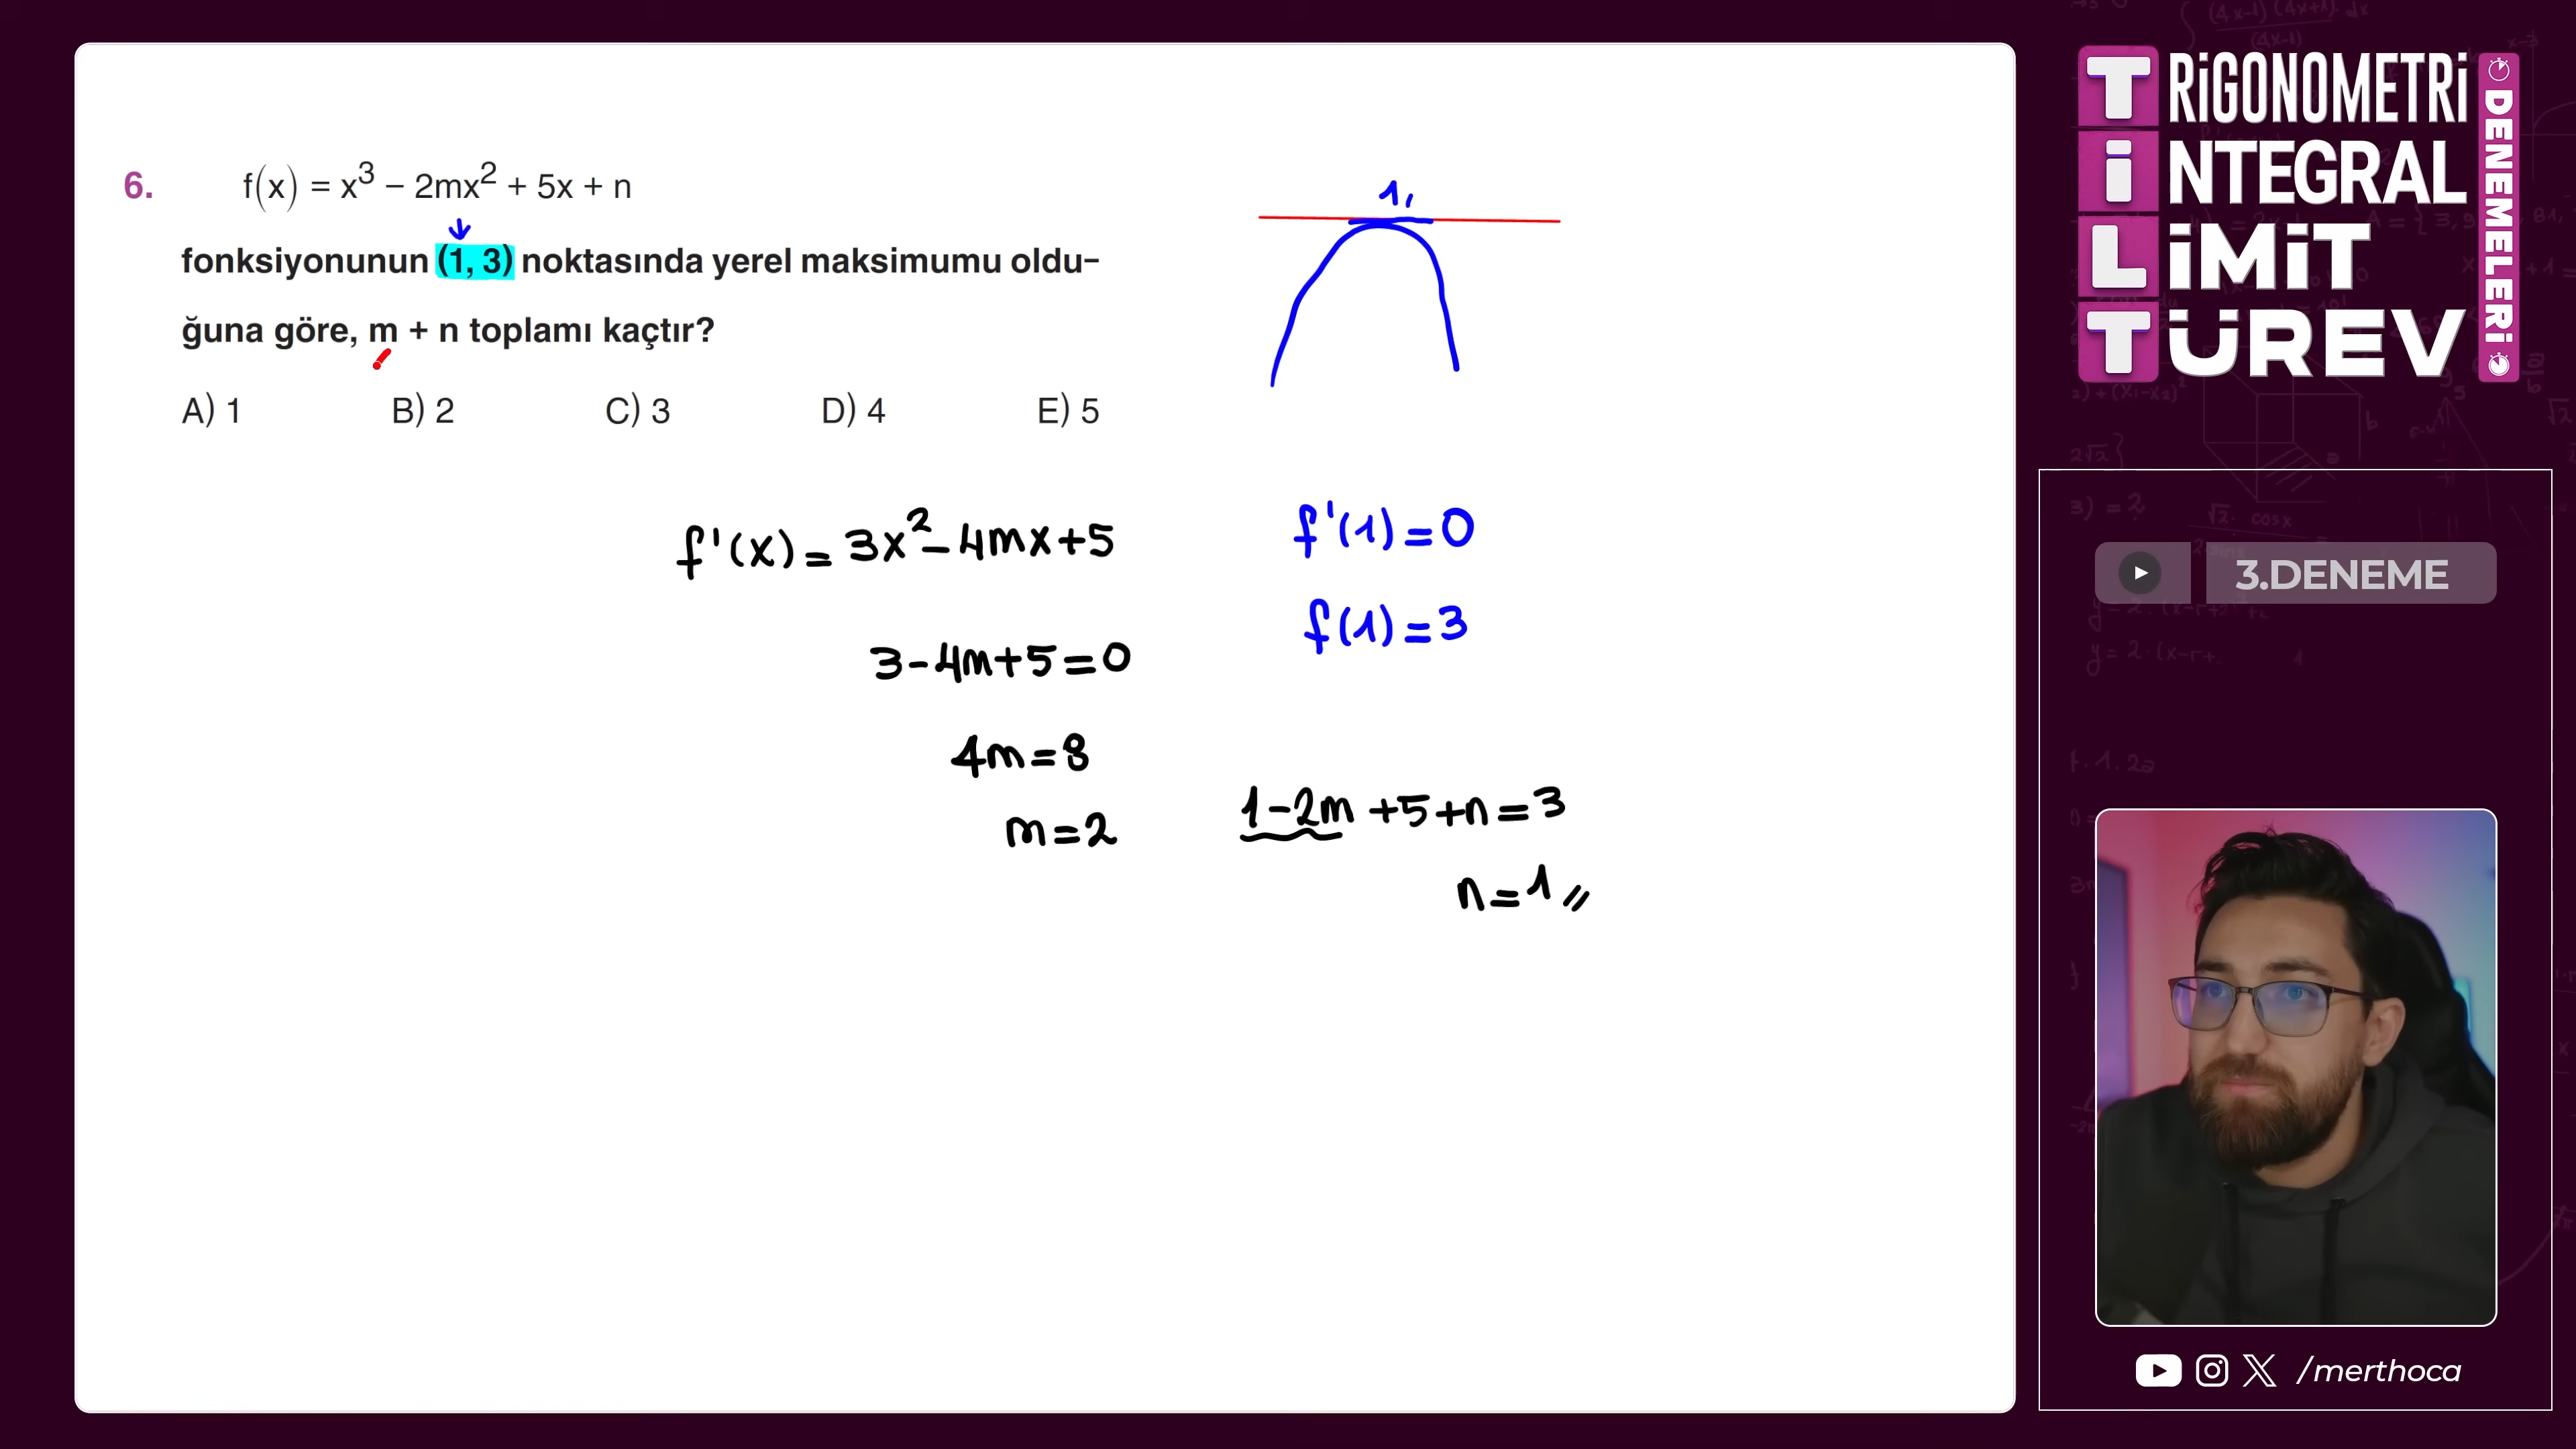 6. f(x) = x³ − 2mx² + 5x + n
fonksiyonunun (1, 3) noktasında yerel maksimumu oldu-
ğuna göre, m + n toplamı kaçtır?
A) 1 B) 2 C) 3 D) 4 E) 5
1,
f'(x) = 3x² − 4mx + 5
3 − 4m + 5 = 0
4m = 8
m = 2
f'(1) = 0
f(1) = 3
1 − 2m + 5 + n = 3
n = 1 //
TRİGONOMETRİ
İNTEGRAL
LİMİT
TÜREV
DENEMELERİ
3.DENEME
/merthoca